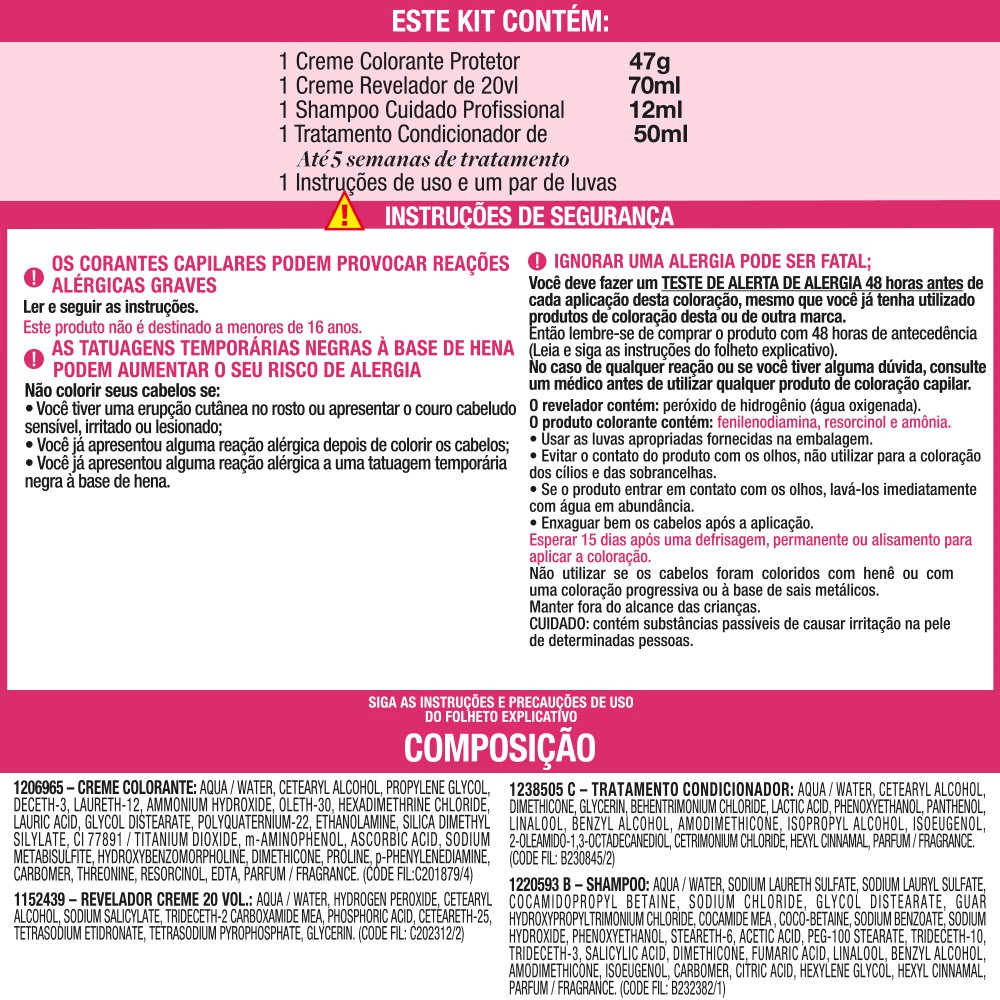 ESTE KIT CONTÉM:
1 Creme Colorante Protetor 47g
1 Creme Revelador de 20vl 70ml
1 Shampoo Cuidado Profissional 12ml
1 Tratamento Condicionador de 50ml
Até 5 semanas de tratamento
1 Instruções de uso e um par de luvas
INSTRUÇÕES DE SEGURANÇA
OS CORANTES CAPILARES PODEM PROVOCAR REAÇÕES
ALÉRGICAS GRAVES
Ler e seguir as instruções.
Este produto não é destinado a menores de 16 anos.
AS TATUAGENS TEMPORÁRIAS NEGRAS À BASE DE HENA
PODEM AUMENTAR O SEU RISCO DE ALERGIA
Não colorir seus cabelos se:
• Você tiver uma erupção cutânea no rosto ou apresentar o couro cabeludo
sensível, irritado ou lesionado;
• Você já apresentou alguma reação alérgica depois de colorir os cabelos;
• Você já apresentou alguma reação alérgica a uma tatuagem temporária
negra à base de hena.
IGNORAR UMA ALERGIA PODE SER FATAL;
Você deve fazer um TESTE DE ALERTA DE ALERGIA 48 horas antes de
cada aplicação desta coloração, mesmo que você já tenha utilizado
produtos de coloração desta ou de outra marca.
Então lembre-se de comprar o produto com 48 horas de antecedência
(Leia e siga as instruções do folheto explicativo).
No caso de qualquer reação ou se você tiver alguma dúvida, consulte
um médico antes de utilizar qualquer produto de coloração capilar.
O revelador contém: peróxido de hidrogênio (água oxigenada).
O produto colorante contém: fenilenodiamina, resorcinol e amônia.
• Usar as luvas apropriadas fornecidas na embalagem.
• Evitar o contato do produto com os olhos, não utilizar para a coloração
dos cílios e das sobrancelhas.
• Se o produto entrar em contato com os olhos, lavá-los imediatamente
com água em abundância.
• Enxaguar bem os cabelos após a aplicação.
Esperar 15 dias após uma defrisagem, permanente ou alisamento para
aplicar a coloração.
Não utilizar se os cabelos foram coloridos com henê ou com
uma coloração progressiva ou à base de sais metálicos.
Manter fora do alcance das crianças.
CUIDADO: contém substâncias passíveis de causar irritação na pele
de determinadas pessoas.
SIGA AS INSTRUÇÕES E PRECAUÇÕES DE USO
DO FOLHETO EXPLICATIVO
COMPOSIÇÃO
1206965 – CREME COLORANTE: AQUA / WATER, CETEARYL ALCOHOL, PROPYLENE GLYCOL,
DECETH-3, LAURETH-12, AMMONIUM HYDROXIDE, OLETH-30, HEXADIMETHRINE CHLORIDE,
LAURIC ACID, GLYCOL DISTEARATE, POLYQUATERNIUM-22, ETHANOLAMINE, SILICA DIMETHYL
SILYLATE, CI 77891 / TITANIUM DIOXIDE, m-AMINOPHENOL, ASCORBIC ACID, SODIUM
METABISULFITE, HYDROXYBENZOMORPHOLINE, DIMETHICONE, PROLINE, p-PHENYLENEDIAMINE,
CARBOMER, THREONINE, RESORCINOL, EDTA, PARFUM / FRAGRANCE. (CODE FIL:C201879/4)
1152439 – REVELADOR CREME 20 VOL.: AQUA / WATER, HYDROGEN PEROXIDE, CETEARYL
ALCOHOL, SODIUM SALICYLATE, TRIDECETH-2 CARBOXAMIDE MEA, PHOSPHORIC ACID, CETEARETH-25,
TETRASODIUM ETIDRONATE, TETRASODIUM PYROPHOSPHATE, GLYCERIN. (CODE FIL: C202312/2)
1238505 C – TRATAMENTO CONDICIONADOR: AQUA / WATER, CETEARYL ALCOHOL,
DIMETHICONE, GLYCERIN, BEHENTRIMONIUM CHLORIDE, LACTIC ACID, PHENOXYETHANOL, PANTHENOL,
LINALOOL, BENZYL ALCOHOL, AMODIMETHICONE, ISOPROPYL ALCOHOL, ISOEUGENOL,
2-OLEAMIDO-1,3-OCTADECANEDIOL, CETRIMONIUM CHLORIDE, HEXYL CINNAMAL, PARFUM / FRAGRANCE.
(CODE FIL: B230845/2)
1220593 B – SHAMPOO: AQUA / WATER, SODIUM LAURETH SULFATE, SODIUM LAURYL SULFATE,
COCAMIDOPROPYL BETAINE, SODIUM CHLORIDE, GLYCOL DISTEARATE, GUAR
HYDROXYPROPYLTRIMONIUM CHLORIDE, COCAMIDE MEA , COCO-BETAINE, SODIUM BENZOATE, SODIUM
HYDROXIDE, PHENOXYETHANOL, STEARETH-6, ACETIC ACID, PEG-100 STEARATE, TRIDECETH-10,
TRIDECETH-3, SALICYLIC ACID, DIMETHICONE, FUMARIC ACID, LINALOOL, BENZYL ALCOHOL,
AMODIMETHICONE, ISOEUGENOL, CARBOMER, CITRIC ACID, HEXYLENE GLYCOL, HEXYL CINNAMAL,
PARFUM / FRAGRANCE. (CODE FIL: B232382/1)